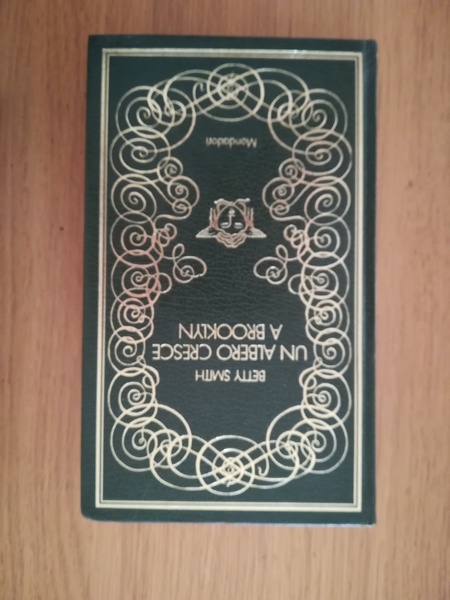 BETTY SMITH
UN ALBERO CRESCE
A BROOKLYN
Mondadori